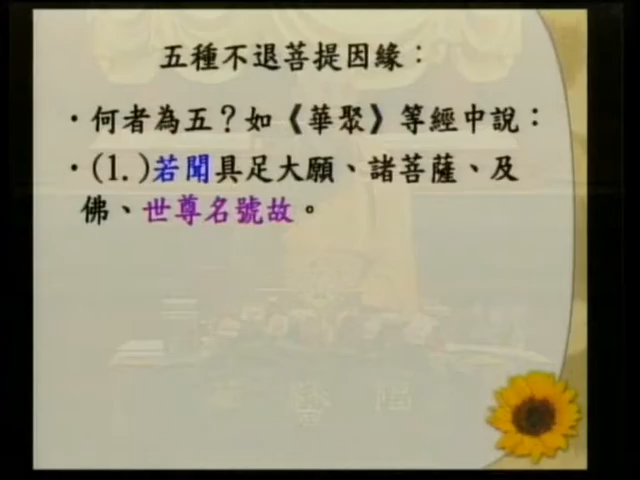 五種不退菩提因緣：
・何者為五？如《華聚》等經中說：
・(1.)若聞具足大願、諸菩薩、及
佛、世尊名號故。